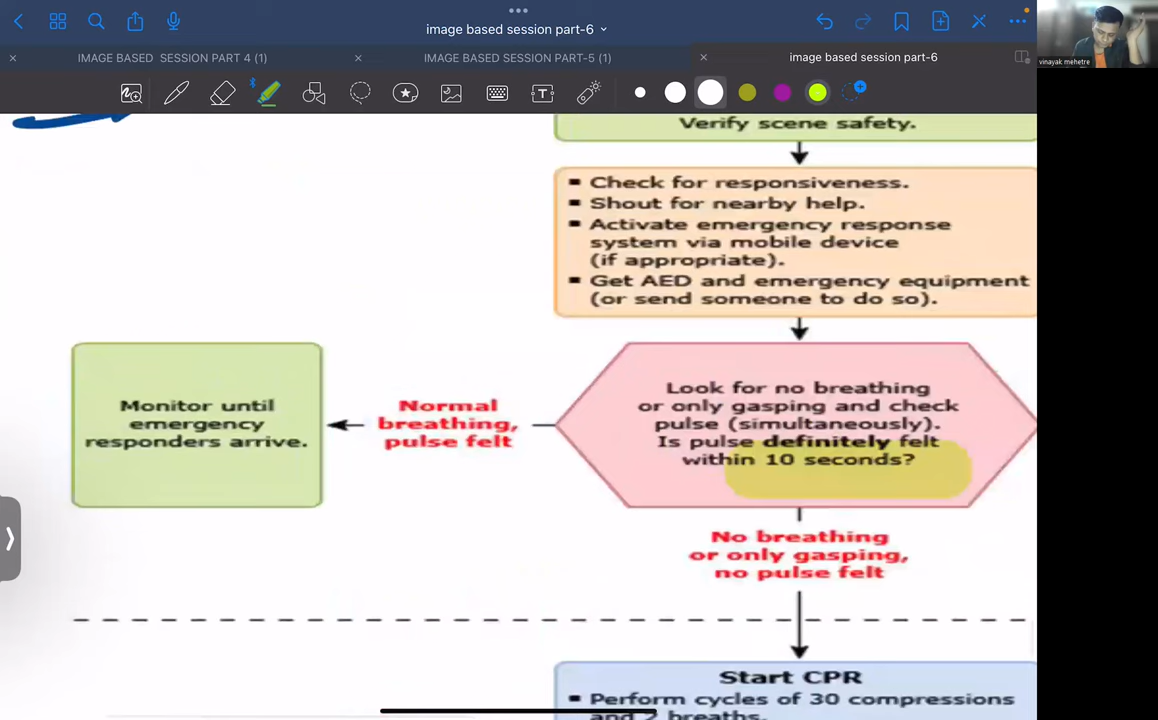 image based session part-6
IMAGE BASED SESSION PART 4 (1)
IMAGE BASED SESSION PART-5 (1)
image based session part-6
vinayak mehetre
Verify scene safety.
Check for responsiveness.
Shout for nearby help.
Activate emergency response
system via mobile device
(if appropriate).
Get AED and emergency equipment
(or send someone to do so).
Look for no breathing
or only gasping and check
pulse (simultaneously).
Is pulse definitely felt
within 10 seconds?
Normal
breathing,
pulse felt
Monitor until
emergency
responders arrive.
No breathing
or only gasping,
no pulse felt
Start CPR
Perform cycles of 30 compressions
and 2 breaths.